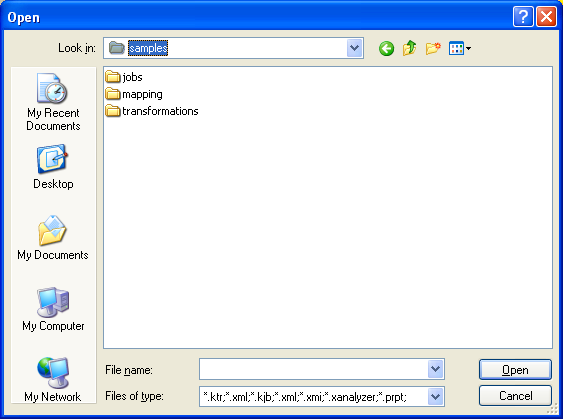 Open
Look in: samples
jobs
mapping
transformations
My Recent
Documents
Desktop
My Documents
My Computer
My Network
File name:
Open
Files of type: *.ktr;*.xml;*.kjb;*.xml;*.xmi;*.xanalyzer;*.prpt;
Cancel